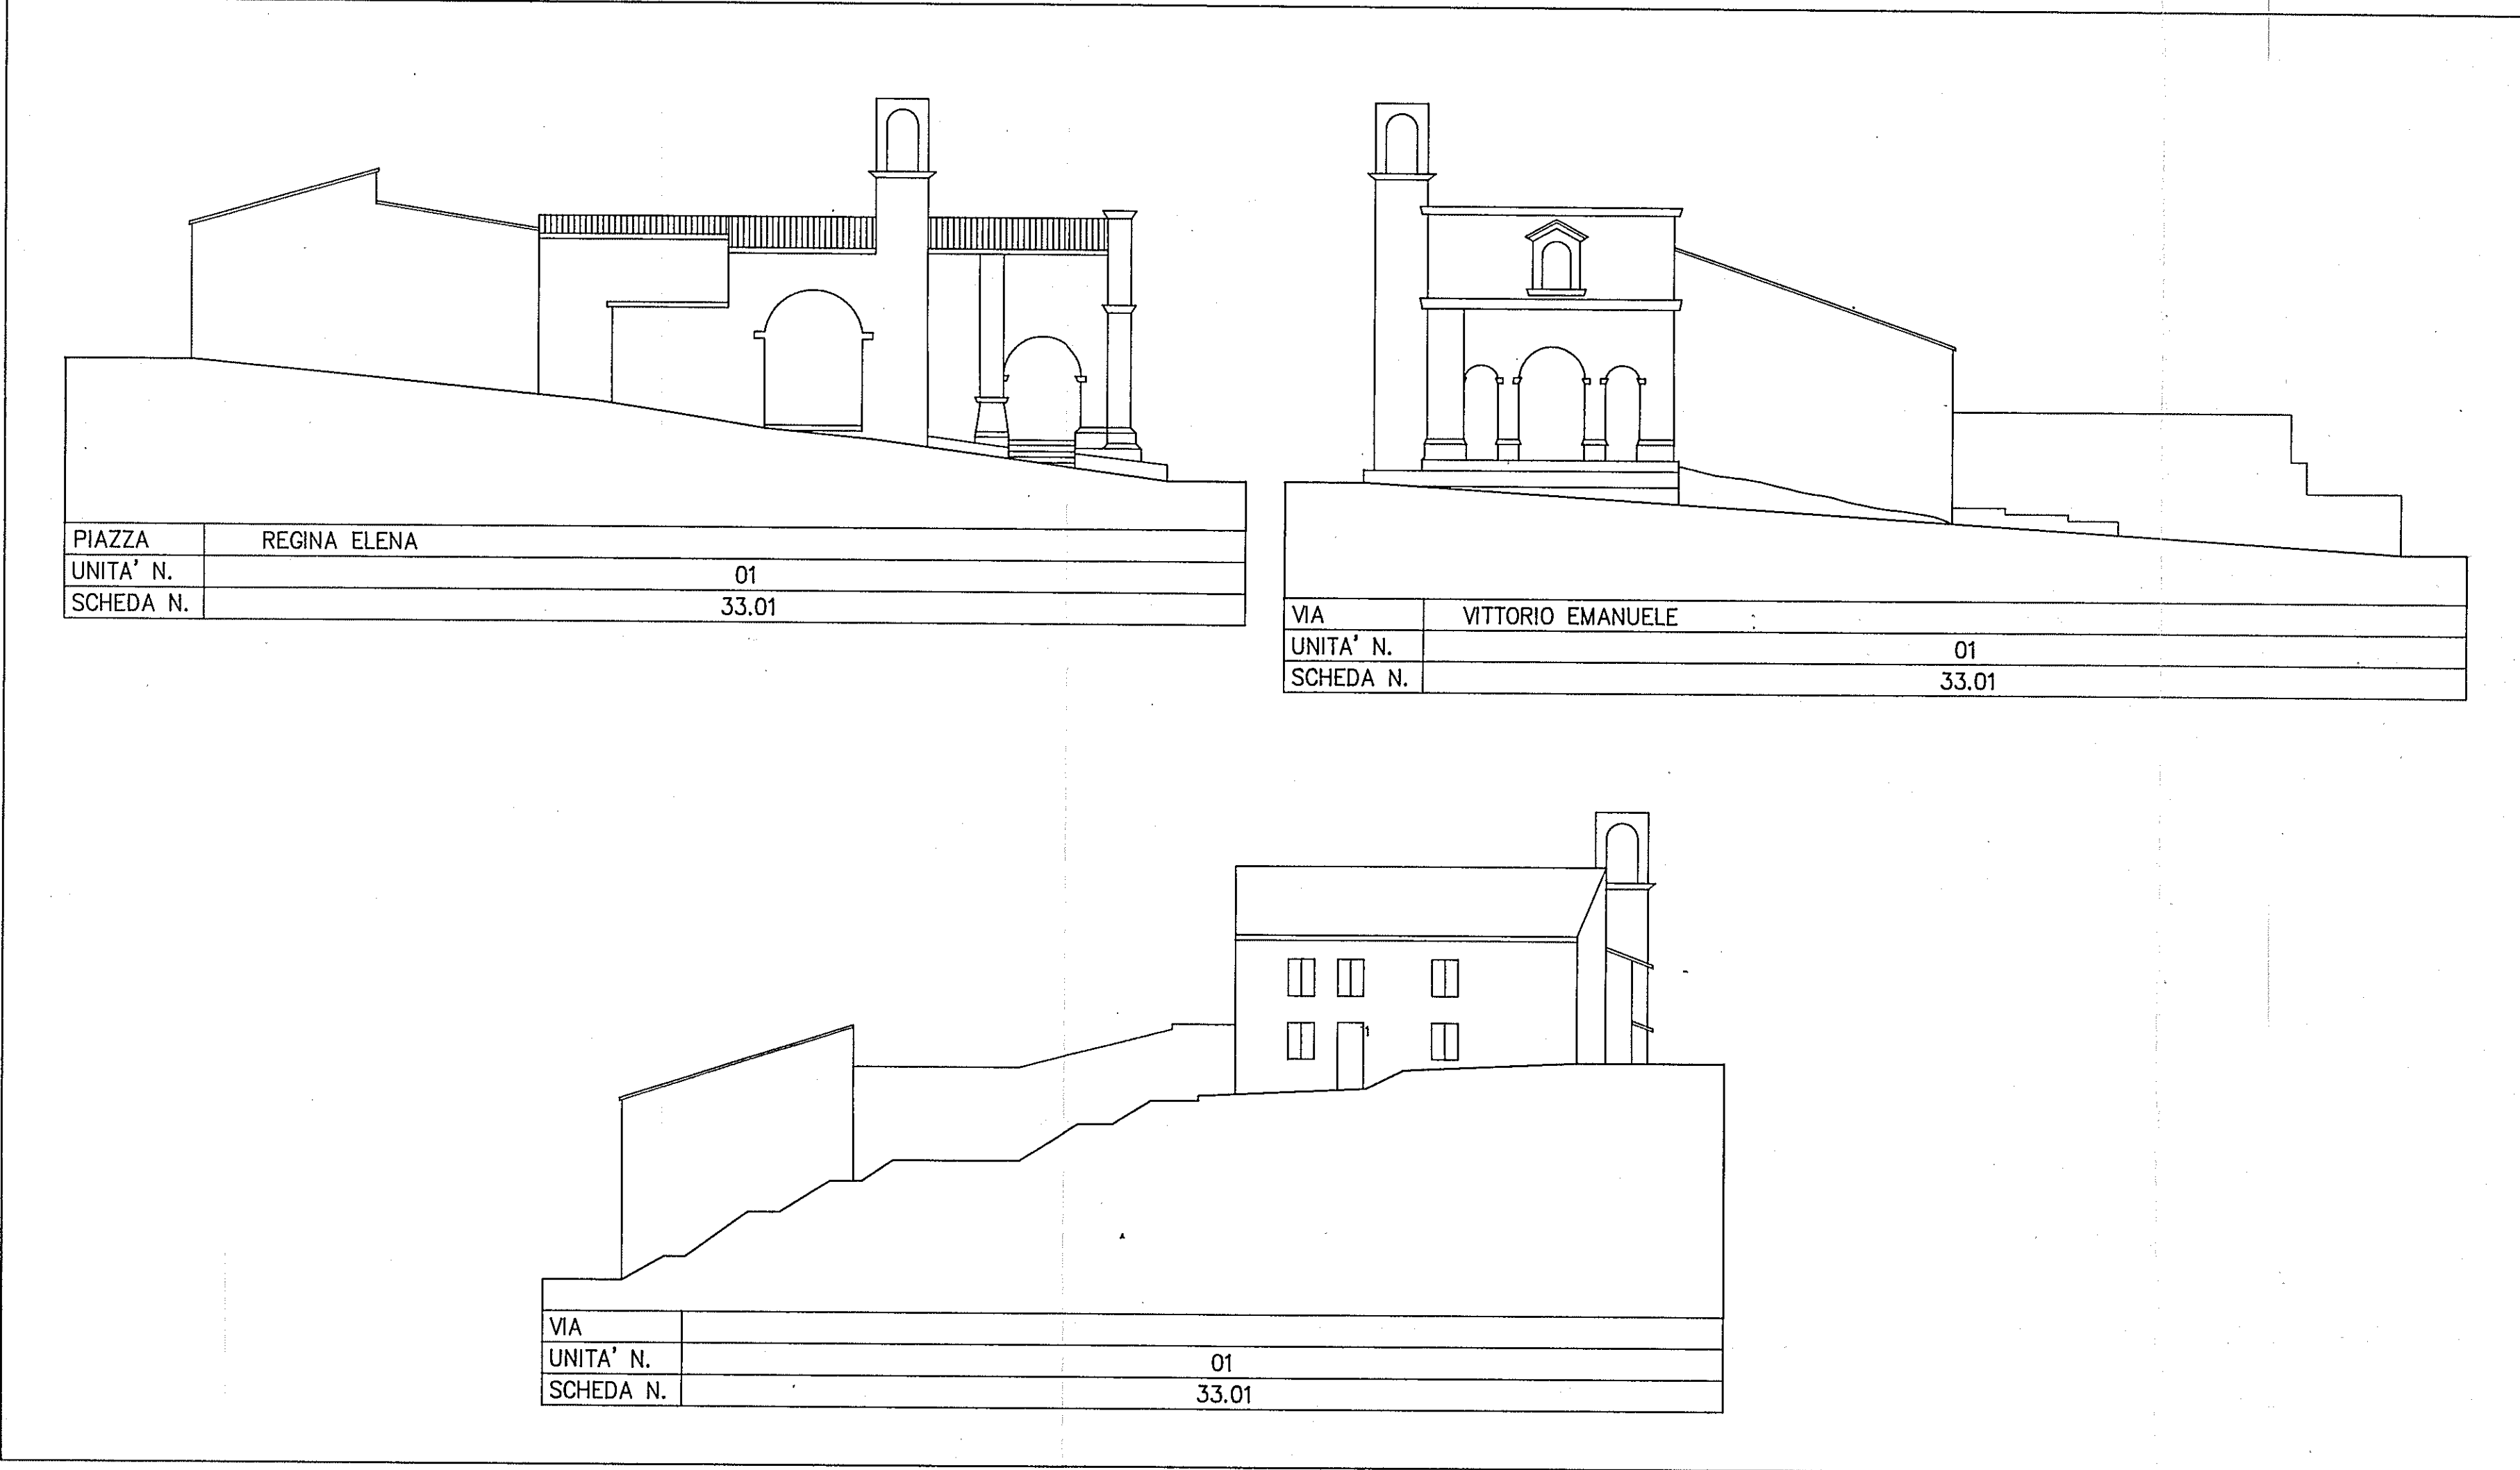 PIAZZA REGINA ELENA
UNITA' N. 01
SCHEDA N. 33.01
VIA VITTORIO EMANUELE
UNITA' N. 01
SCHEDA N. 33.01
1
VIA
UNITA' N. 01
SCHEDA N. 33.01